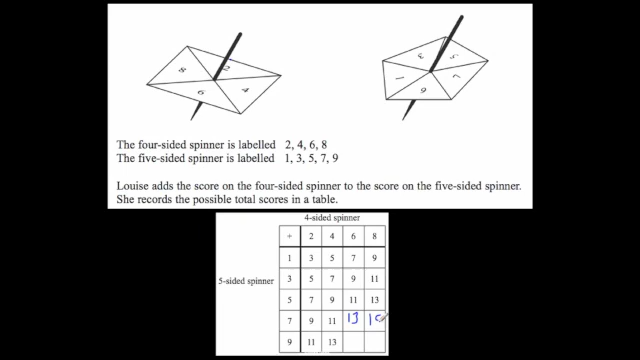 8 2 6 4
3 5 1 7 9
The four-sided spinner is labelled 2, 4, 6, 8
The five-sided spinner is labelled 1, 3, 5, 7, 9
Louise adds the score on the four-sided spinner to the score on the five-sided spinner.
She records the possible total scores in a table.
4-sided spinner
+ 2 4 6 8
1 3 5 7 9
3 5 7 9 11
5-sided spinner
5 7 9 11 13
7 9 11 13
9 11 13